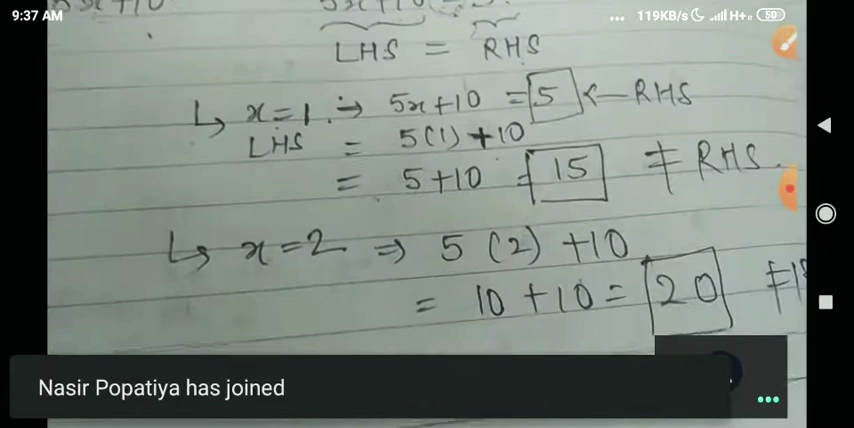 9:37 AM
119KB/s H+ 50
LHS = RHS
↳ x=1 → 5x+10 = 5 ← RHS
LHS = 5(1)+10
= 5+10 = 15 ≠ RHS.
↳ x=2 ⇒ 5(2)+10
= 10+10 = 20 ≠
Nasir Popatiya has joined